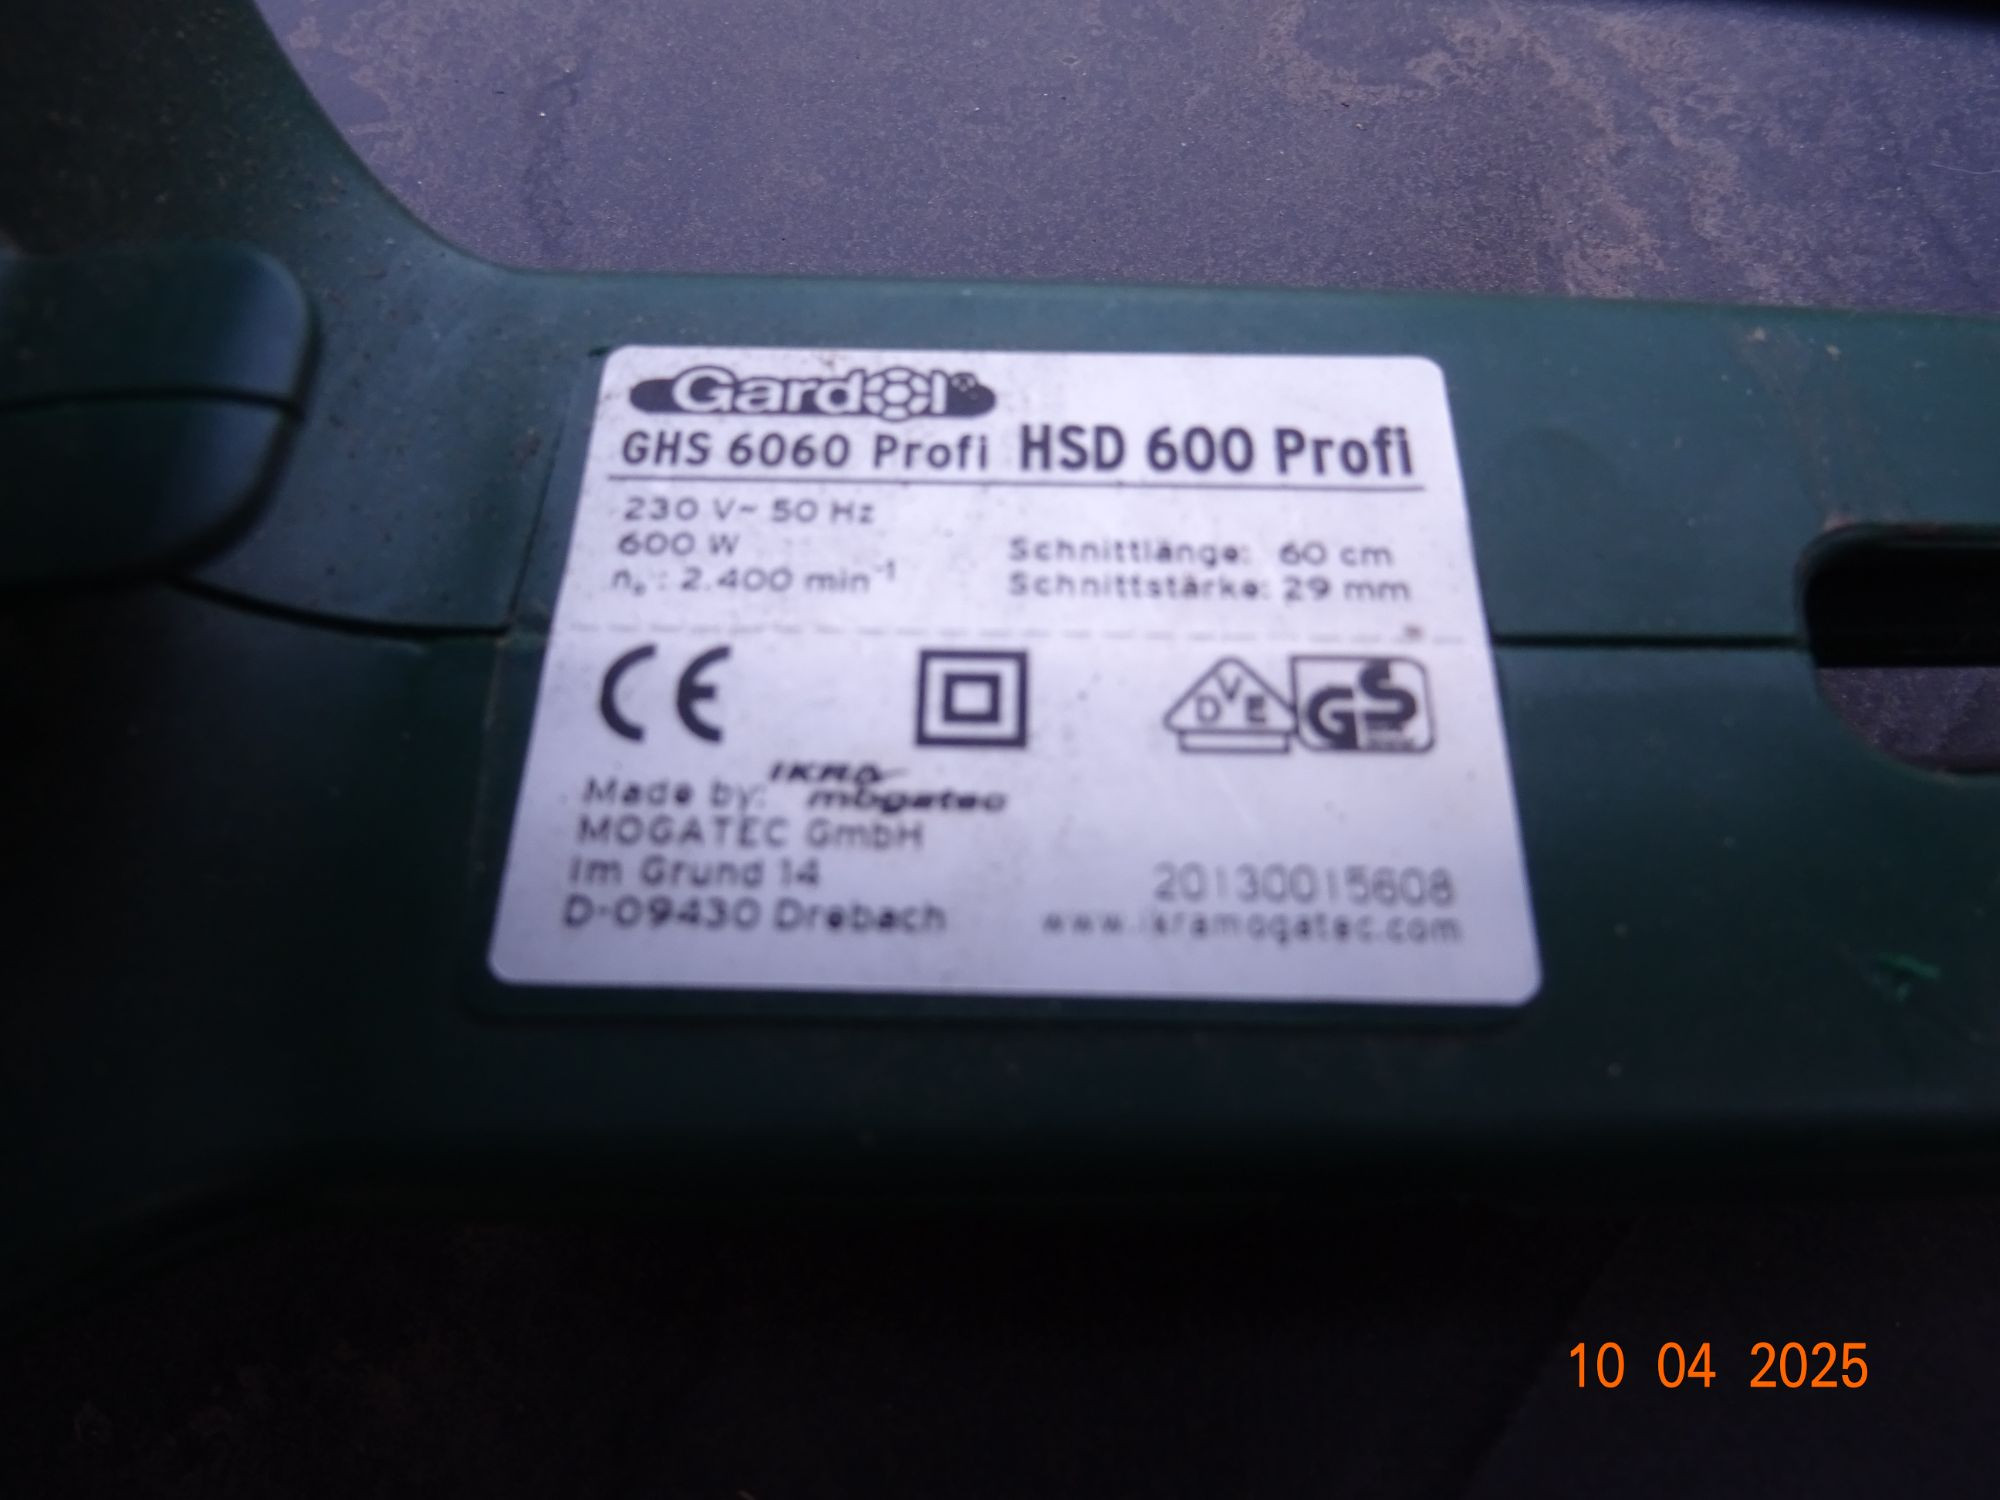 Gardol
GHS 6060 Profi HSD 600 Profi
230 V~ 50 Hz
600 W
n₀ : 2.400 min⁻¹
Schnittlänge: 60 cm
Schnittstärke: 29 mm
CE
DVE GS
Made by: IKRA mogatec
MOGATEC GmbH
Im Grund 14
D-09430 Drebach
20130015608
www.ikramogatec.com
10 04 2025